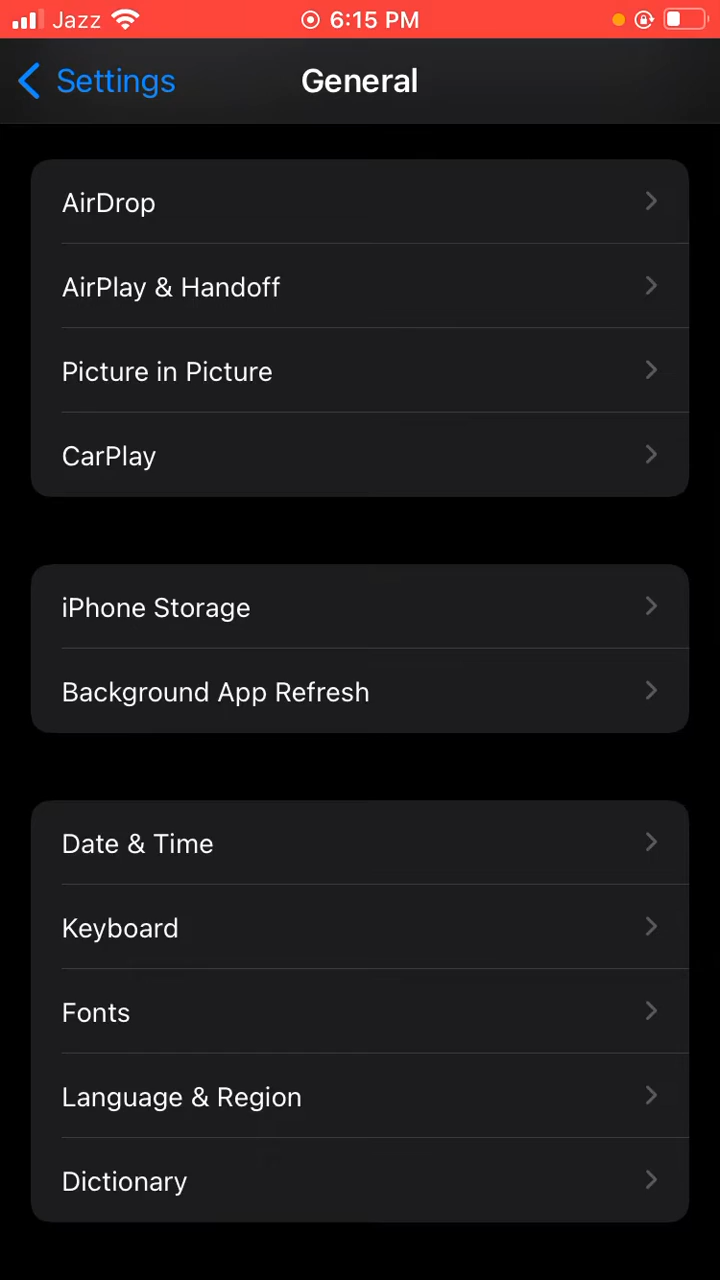 Jazz 6:15 PM
Settings General
AirDrop
AirPlay & Handoff
Picture in Picture
CarPlay
iPhone Storage
Background App Refresh
Date & Time
Keyboard
Fonts
Language & Region
Dictionary